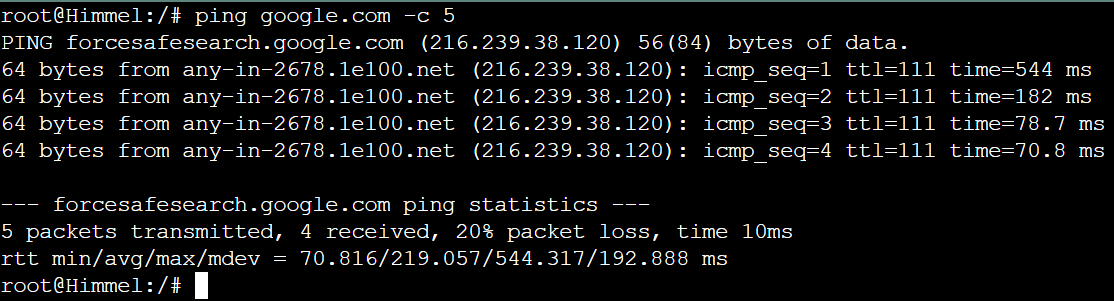 root@Himmel:/# ping google.com -c 5
PING forcesafesearch.google.com (216.239.38.120) 56(84) bytes of data.
64 bytes from any-in-2678.1e100.net (216.239.38.120): icmp_seq=1 ttl=111 time=544 ms
64 bytes from any-in-2678.1e100.net (216.239.38.120): icmp_seq=2 ttl=111 time=182 ms
64 bytes from any-in-2678.1e100.net (216.239.38.120): icmp_seq=3 ttl=111 time=78.7 ms
64 bytes from any-in-2678.1e100.net (216.239.38.120): icmp_seq=4 ttl=111 time=70.8 ms
--- forcesafesearch.google.com ping statistics ---
5 packets transmitted, 4 received, 20% packet loss, time 10ms
rtt min/avg/max/mdev = 70.816/219.057/544.317/192.888 ms
root@Himmel:/#